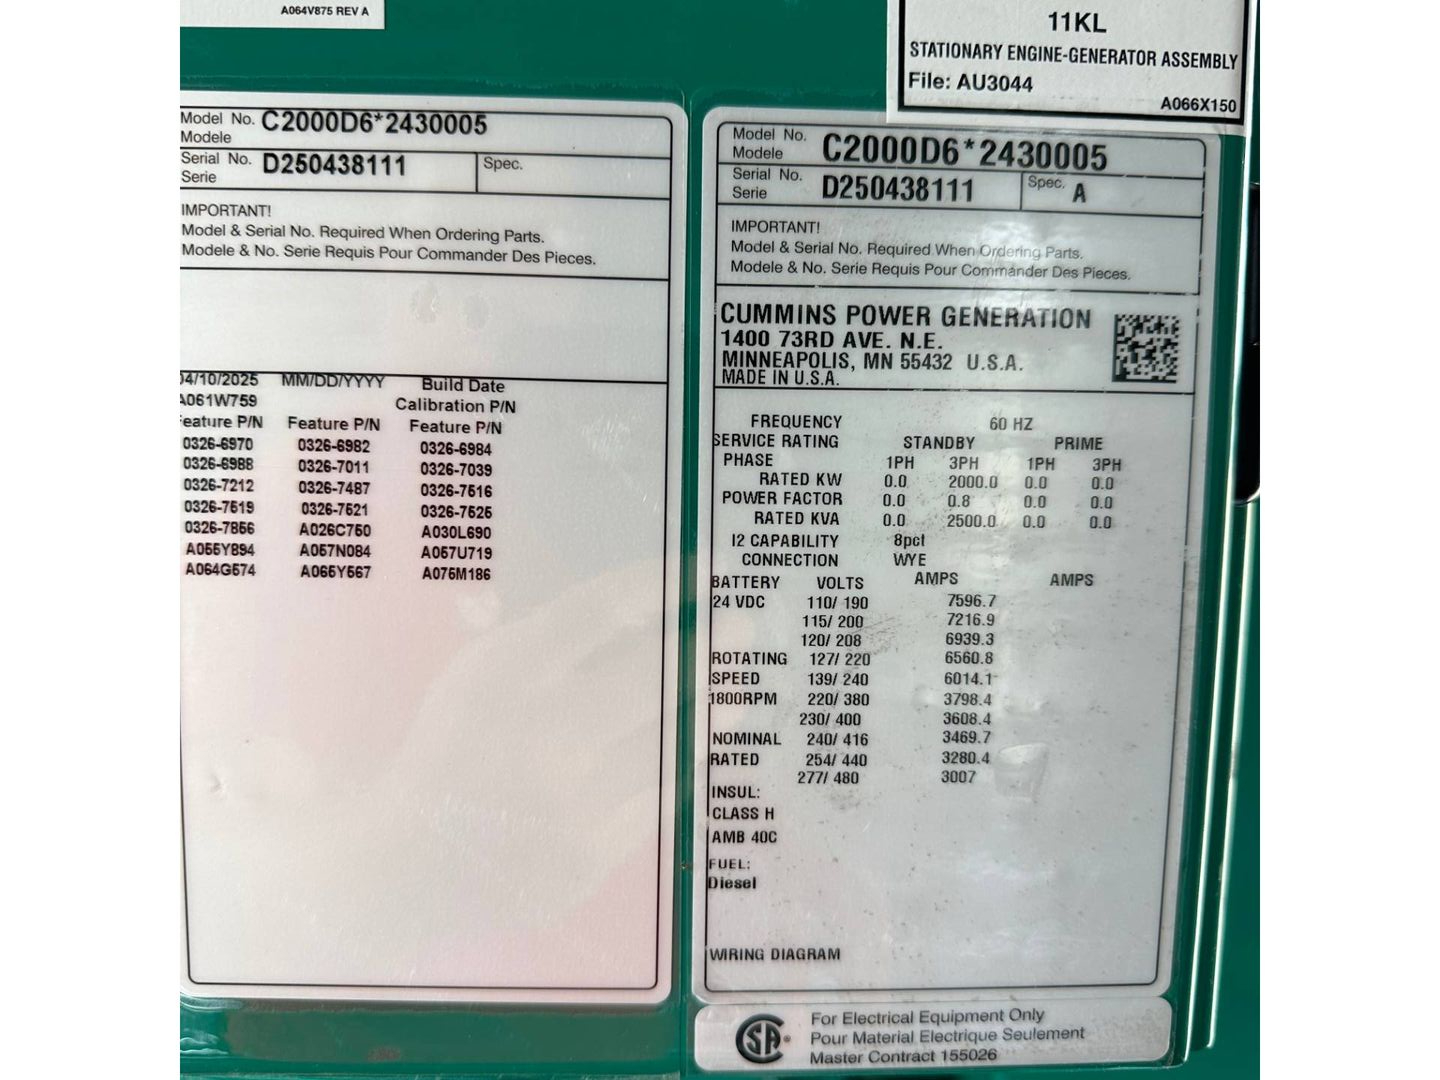 A064V875 REV A
11KL
STATIONARY ENGINE-GENERATOR ASSEMBLY
File: AU3044
A066X150
Model No. C2000D6*2430005
Modele
Serial No. D250438111 Spec.
Serie
IMPORTANT!
Model & Serial No. Required When Ordering Parts.
Modele & No. Serie Requis Pour Commander Des Pieces.
04/10/2025 MM/DD/YYYY Build Date
A061W759 Calibration P/N
Feature P/N Feature P/N Feature P/N
0326-6970 0326-6982 0326-6984
0326-6988 0326-7011 0326-7039
0326-7212 0326-7487 0326-7516
0326-7519 0326-7521 0326-7525
0326-7856 A026C750 A030L690
A055Y894 A057N084 A057U719
A064G574 A065Y567 A075M186
Model No. C2000D6*2430005
Modele
Serial No. D250438111 Spec. A
Serie
IMPORTANT!
Model & Serial No. Required When Ordering Parts.
Modele & No. Serie Requis Pour Commander Des Pieces.
CUMMINS POWER GENERATION
1400 73RD AVE. N.E.
MINNEAPOLIS, MN 55432 U.S.A.
MADE IN U.S.A.
FREQUENCY 60 HZ
SERVICE RATING STANDBY PRIME
PHASE 1PH 3PH 1PH 3PH
RATED KW 0.0 2000.0 0.0 0.0
POWER FACTOR 0.0 0.8 0.0 0.0
RATED KVA 0.0 2500.0 0.0 0.0
I2 CAPABILITY 8pct
CONNECTION WYE
BATTERY VOLTS AMPS AMPS
24 VDC 110/ 190 7596.7
115/ 200 7216.9
120/ 208 6939.3
ROTATING 127/ 220 6560.8
SPEED 139/ 240 6014.1
1800RPM 220/ 380 3798.4
230/ 400 3608.4
NOMINAL 240/ 416 3469.7
RATED 254/ 440 3280.4
277/ 480 3007
INSUL:
CLASS H
AMB 40C
FUEL:
Diesel
WIRING DIAGRAM
SA
For Electrical Equipment Only
Pour Material Electrique Seulement
Master Contract 155026